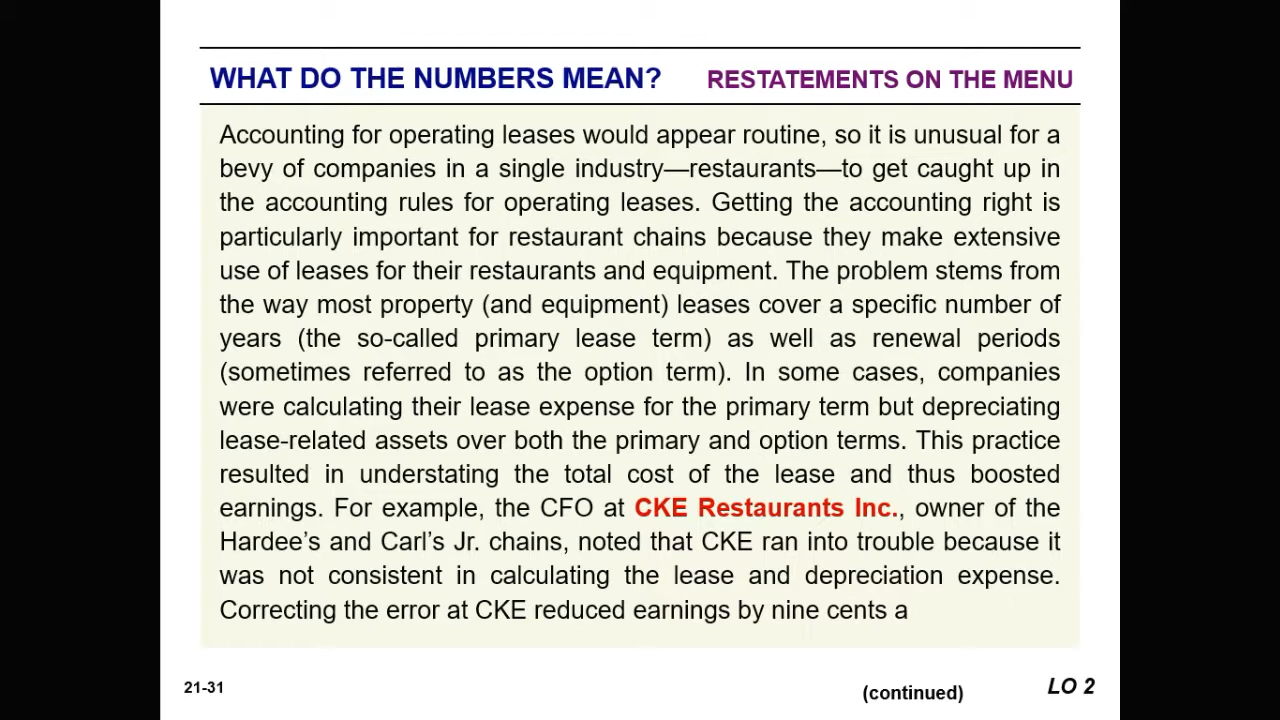 WHAT DO THE NUMBERS MEAN? RESTATEMENTS ON THE MENU
Accounting for operating leases would appear routine, so it is unusual for a
bevy of companies in a single industry—restaurants—to get caught up in
the accounting rules for operating leases. Getting the accounting right is
particularly important for restaurant chains because they make extensive
use of leases for their restaurants and equipment. The problem stems from
the way most property (and equipment) leases cover a specific number of
years (the so-called primary lease term) as well as renewal periods
(sometimes referred to as the option term). In some cases, companies
were calculating their lease expense for the primary term but depreciating
lease-related assets over both the primary and option terms. This practice
resulted in understating the total cost of the lease and thus boosted
earnings. For example, the CFO at CKE Restaurants Inc., owner of the
Hardee’s and Carl’s Jr. chains, noted that CKE ran into trouble because it
was not consistent in calculating the lease and depreciation expense.
Correcting the error at CKE reduced earnings by nine cents a
21-31 (continued) LO 2